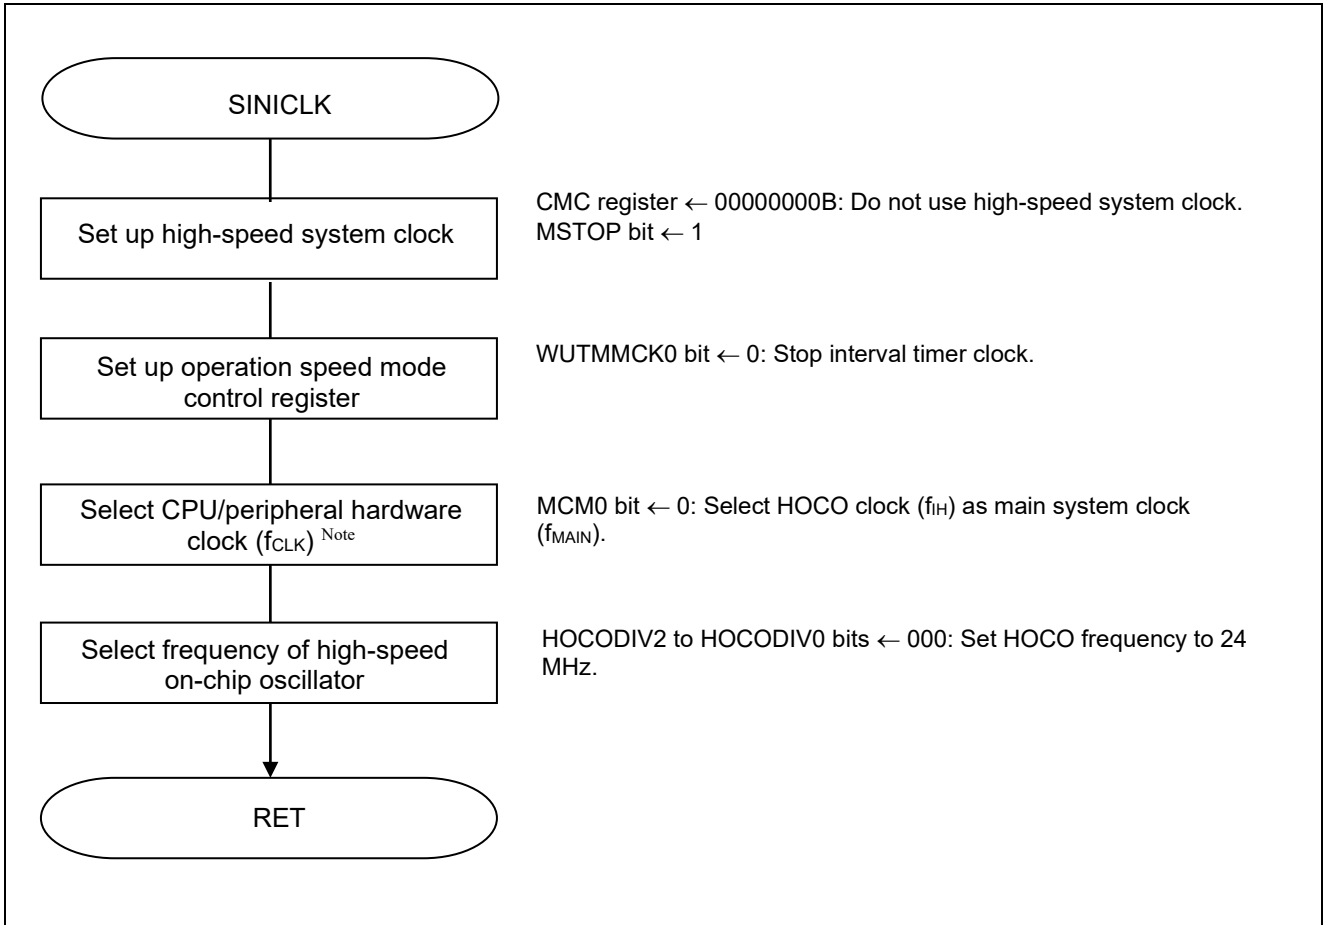 SINICLK
Set up high-speed system clock
CMC register ← 00000000B: Do not use high-speed system clock.
MSTOP bit ← 1
Set up operation speed mode
control register
WUTMMCK0 bit ← 0: Stop interval timer clock.
Select CPU/peripheral hardware
clock (fCLK) Note
MCM0 bit ← 0: Select HOCO clock (fIH) as main system clock
(fMAIN).
Select frequency of high-speed
on-chip oscillator
HOCODIV2 to HOCODIV0 bits ← 000: Set HOCO frequency to 24
MHz.
RET